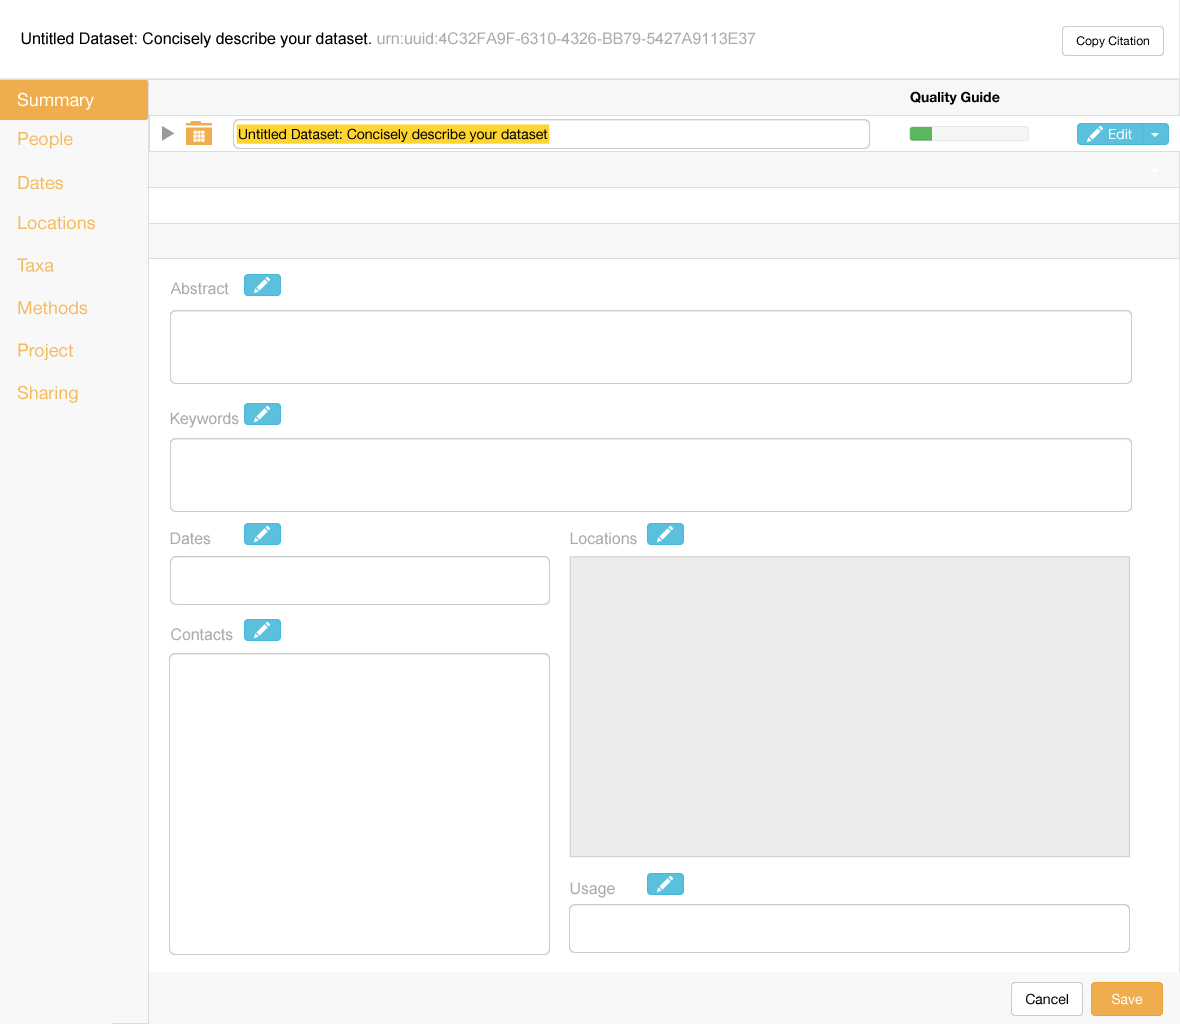 Untitled Dataset: Concisely describe your dataset. urn:uuid:4C32FA9F-6310-4326-BB79-5427A9113E37
Copy Citation
Summary
People
Dates
Locations
Taxa
Methods
Project
Sharing
Quality Guide
Untitled Dataset: Concisely describe your dataset
Edit
Abstract
Keywords
Dates
Locations
Contacts
Usage
Cancel
Save